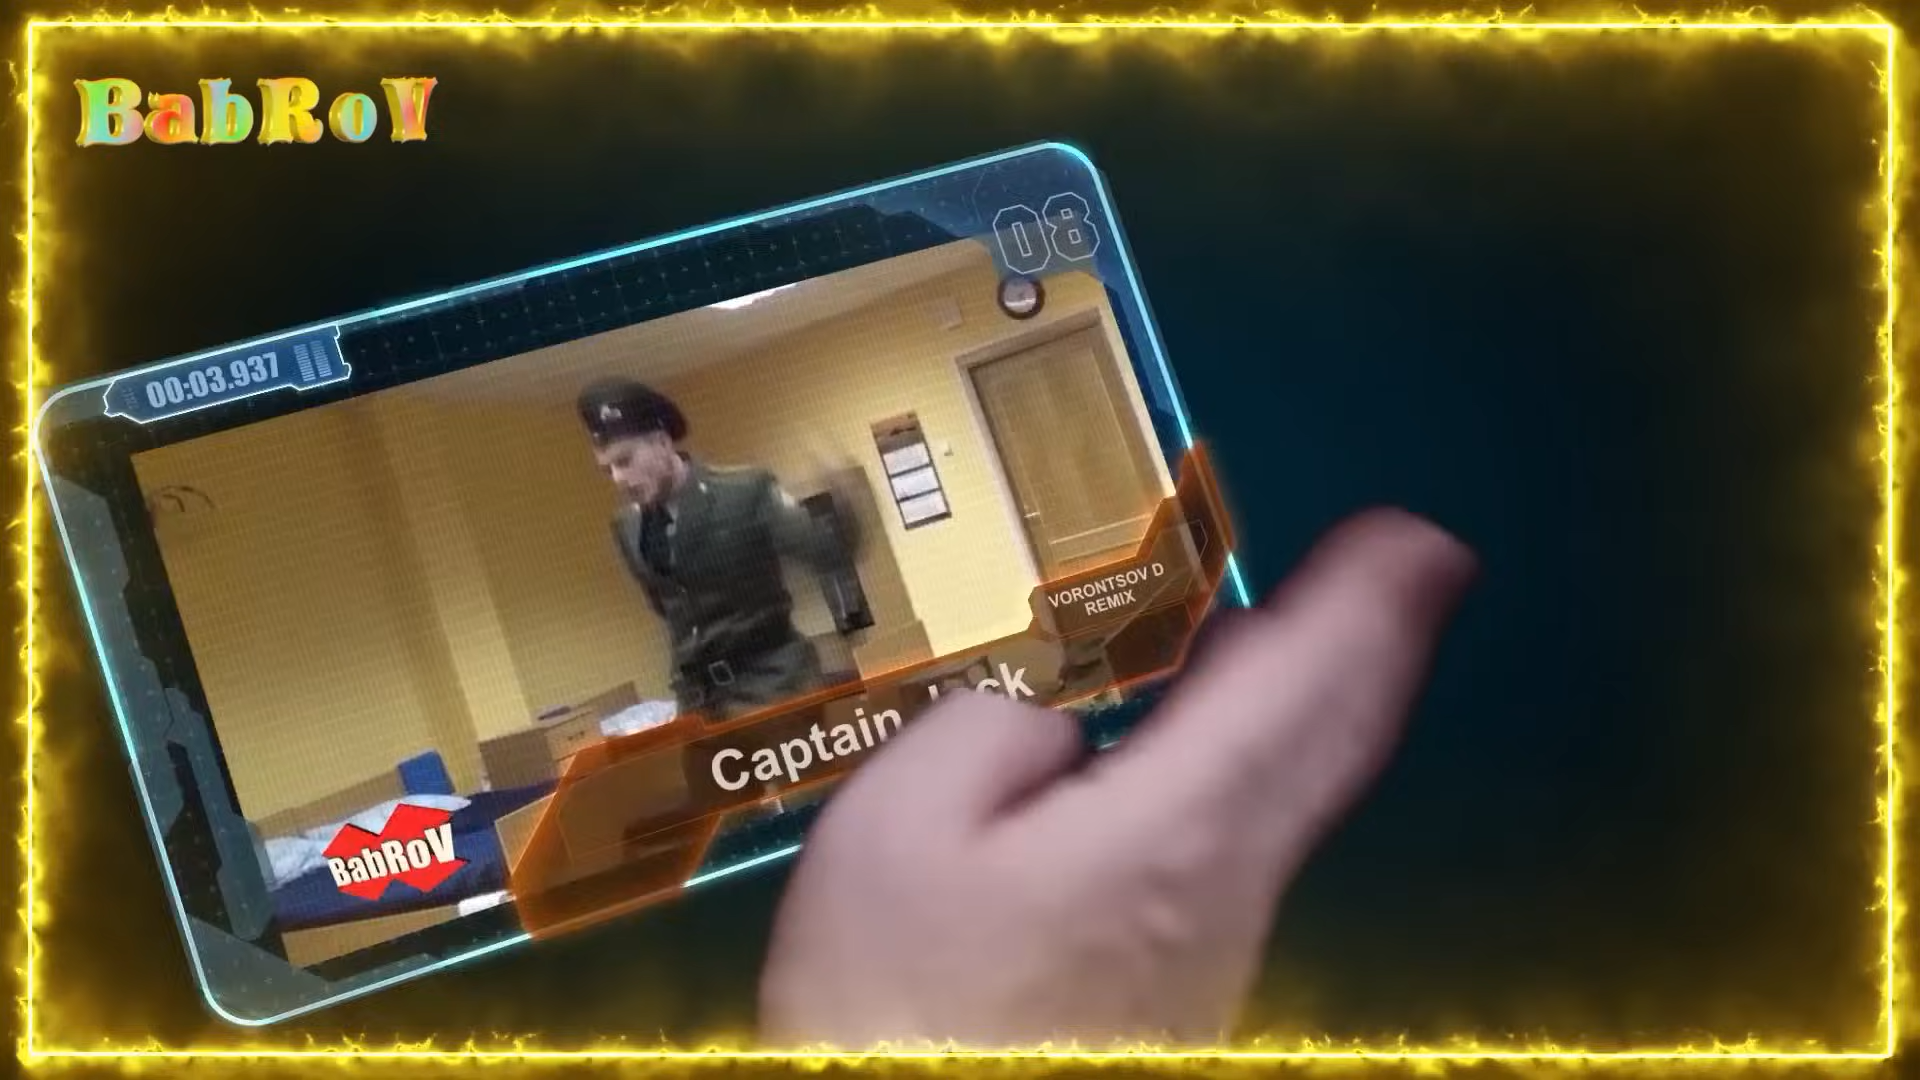 BabRoV
08
00:03.937
VORONTSOV D
REMIX
Captain
BabRoV